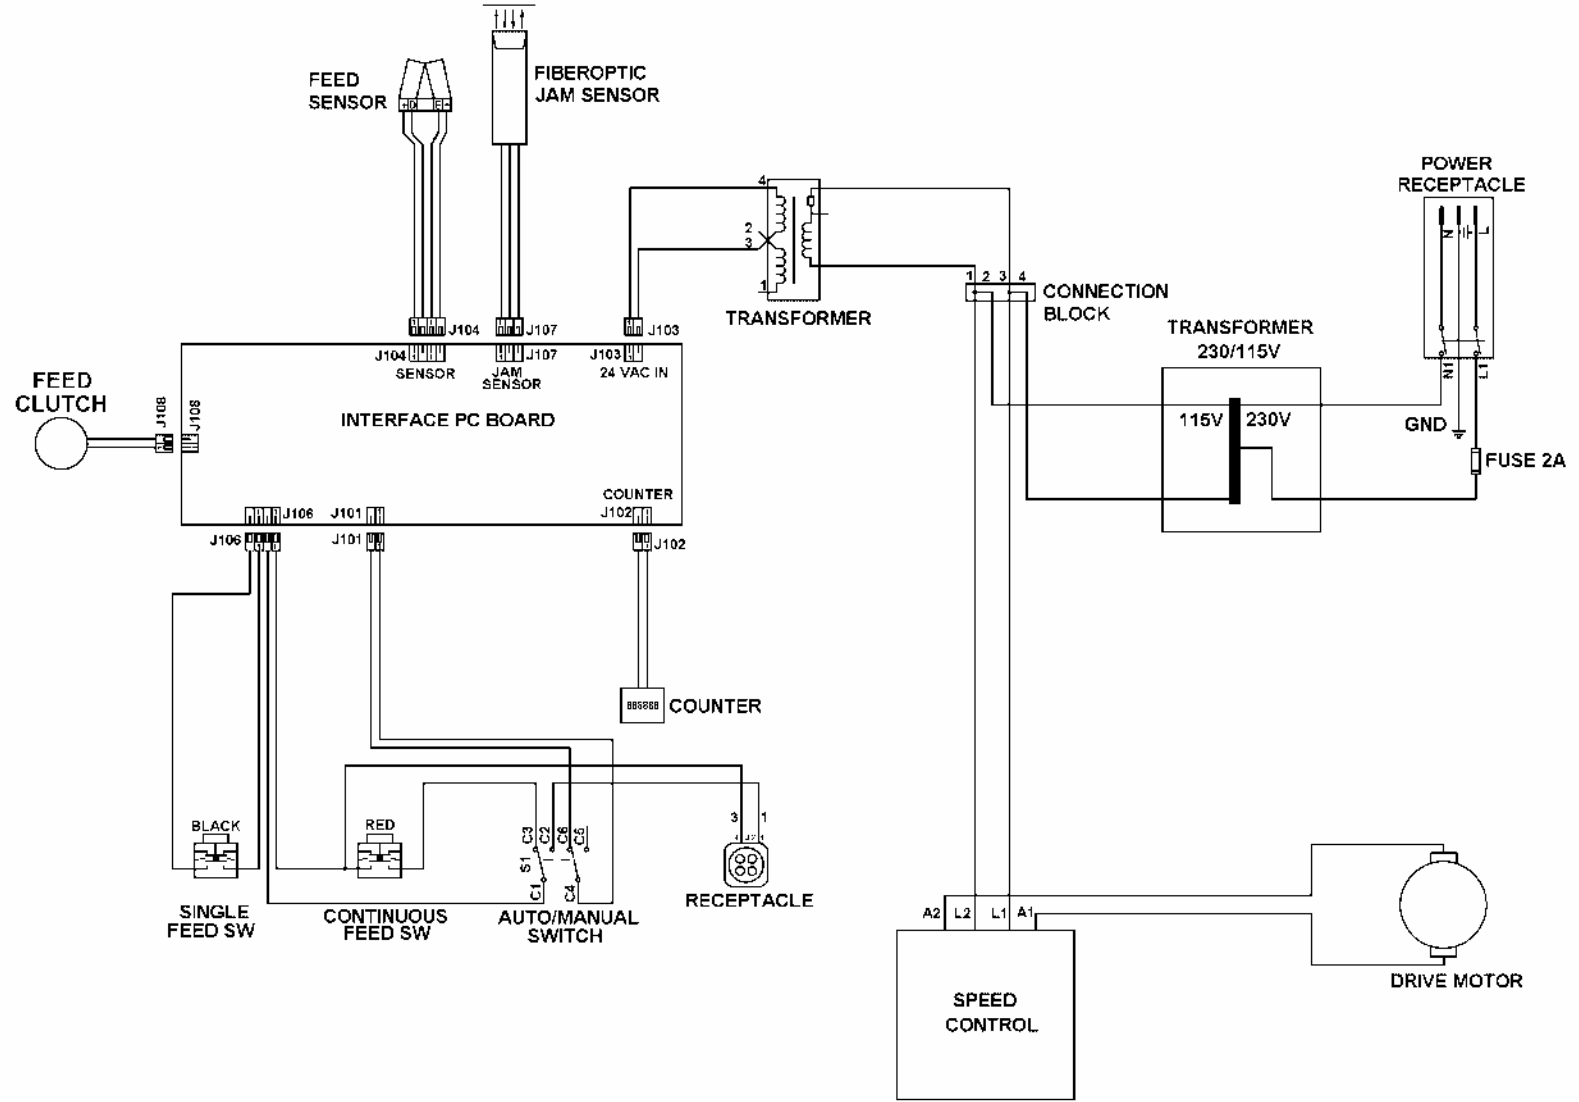 FEED
SENSOR
+D E+
FIBEROPTIC
JAM SENSOR
POWER
RECEPTACLE
N L
4
2
3
1
TRANSFORMER
1 2 3 4
CONNECTION
BLOCK
TRANSFORMER
230/115V
115V 230V
N1 L1
GND
FUSE 2A
J104 J107 J103
J104 J107 J103
SENSOR
JAM
SENSOR
24 VAC IN
FEED
CLUTCH
J108 J108
INTERFACE PC BOARD
COUNTER
J106 J101 J102
J106 J101 J102
888888 COUNTER
BLACK
RED
SINGLE
FEED SW
CONTINUOUS
FEED SW
S1 C3 C2 C6 C5
C1 C4
AUTO/MANUAL
SWITCH
3 1
RECEPTACLE
A2 L2 L1 A1
SPEED
CONTROL
DRIVE MOTOR